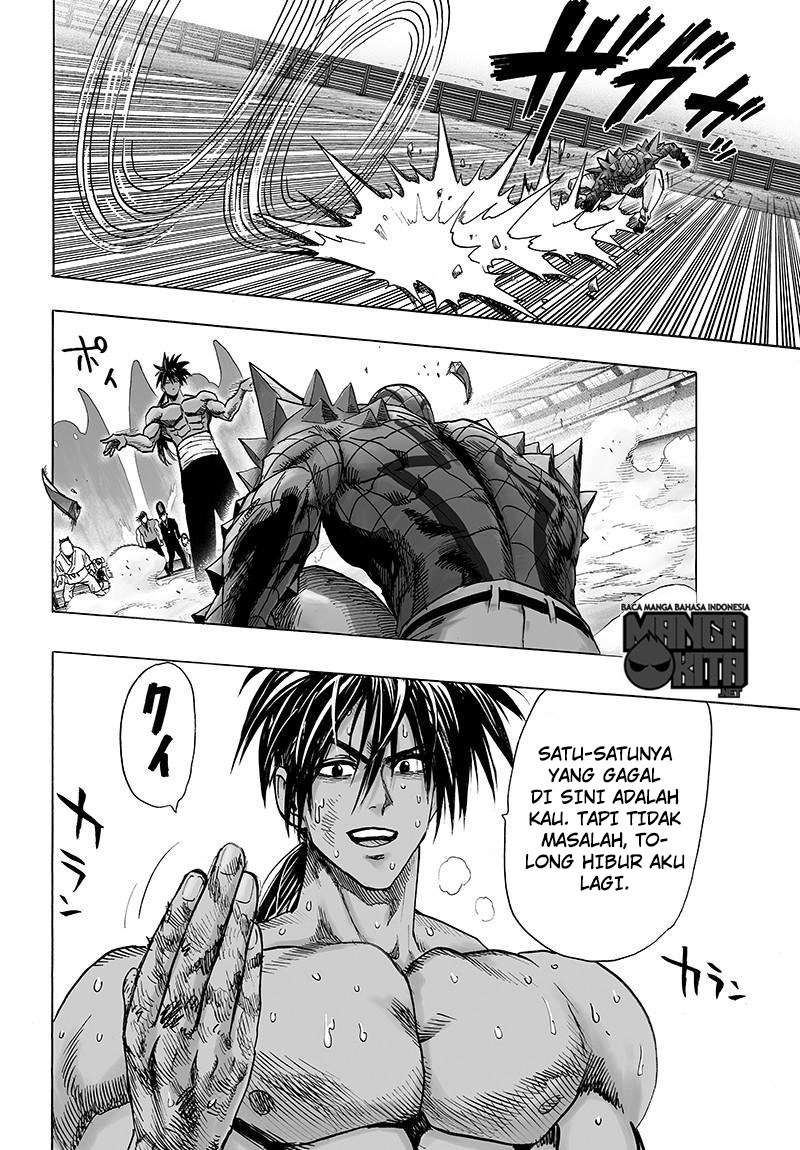 ザガガッ
ポイ
BACA MANGA BAHASA INDONESIA
MANGA
KITA
.NET
クイ
SATU-SATUNYA
YANG GAGAL
DI SINI ADALAH
KAU. TAPI TIDAK
MASALAH, TO-
LONG HIBUR AKU
LAGI.
カラン
カラン